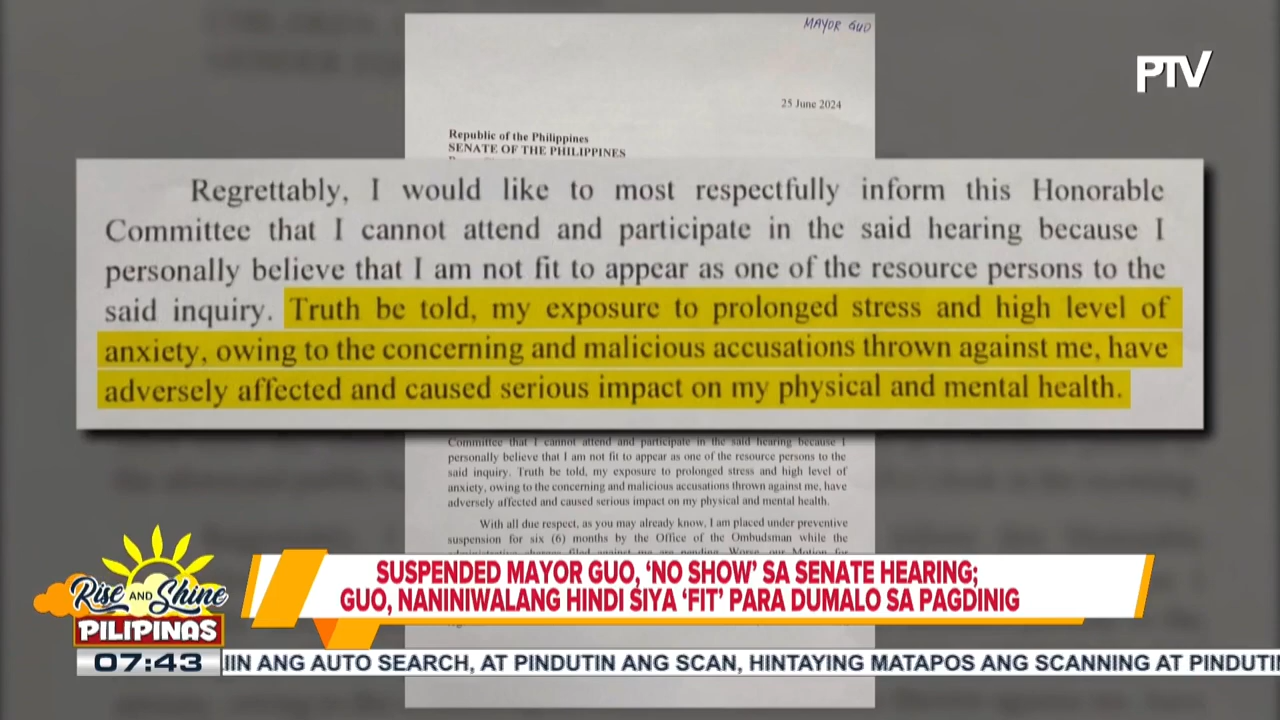 MAYOR GUO
PTV
25 June 2024
Republic of the Philippines
SENATE OF THE PHILIPPINES
Regrettably, I would like to most respectfully inform this Honorable
Committee that I cannot attend and participate in the said hearing because I
personally believe that I am not fit to appear as one of the resource persons to the
said inquiry. Truth be told, my exposure to prolonged stress and high level of
anxiety, owing to the concerning and malicious accusations thrown against me, have
adversely affected and caused serious impact on my physical and mental health.
Committee that I cannot attend and participate in the said hearing because I
personally believe that I am not fit to appear as one of the resource persons to the
said inquiry. Truth be told, my exposure to prolonged stress and high level of
anxiety, owing to the concerning and malicious accusations thrown against me, have
adversely affected and caused serious impact on my physical and mental health.
With all due respect, as you may already know, I am placed under preventive
suspension for six (6) months by the Office of the Ombudsman while the
SUSPENDED MAYOR GUO, ‘NO SHOW’ SA SENATE HEARING;
GUO, NANINIWALANG HINDI SIYA ‘FIT’ PARA DUMALO SA PAGDINIG
Rise AND Shine
PILIPINAS
07:43
IIN ANG AUTO SEARCH, AT PINDUTIN ANG SCAN, HINTAYING MATAPOS ANG SCANNING AT PINDUTIN